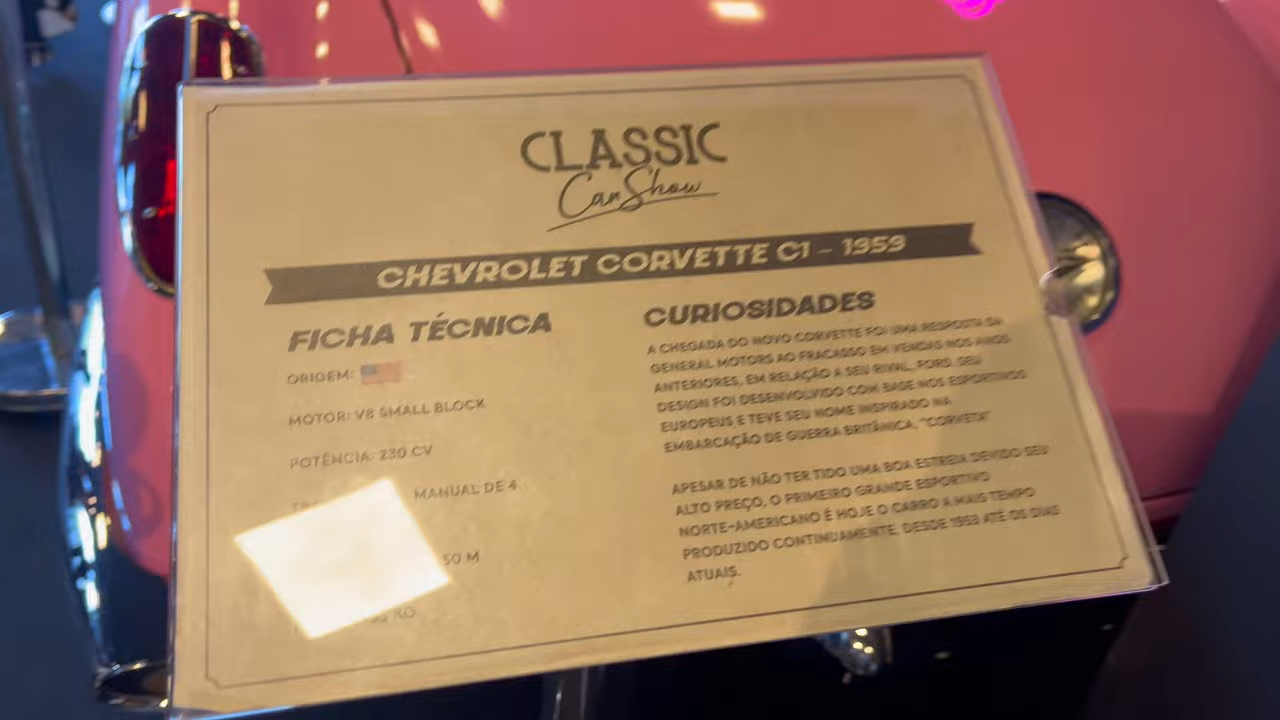 CLASSIC
Car Show
CHEVROLET CORVETTE C1 – 1959
FICHA TÉCNICA
ORIGEM:
MOTOR: V8 SMALL BLOCK
POTÊNCIA: 230 CV
MANUAL DE 4
50 M
CURIOSIDADES
A CHEGADA DO NOVO CORVETTE FOI UMA RESPOSTA DA
GENERAL MOTORS AO FRACASSO EM VENDAS NOS ANOS
ANTERIORES, EM RELAÇÃO A SEU RIVAL, FORD. SEU
DESIGN FOI DESENVOLVIDO COM BASE NOS ESPORTIVOS
EUROPEUS E TEVE SEU NOME INSPIRADO NA
EMBARCAÇÃO DE GUERRA BRITÂNICA, "CORVETA"
APESAR DE NÃO TER TIDO UMA BOA ESTREIA DEVIDO SEU
ALTO PREÇO, O PRIMEIRO GRANDE ESPORTIVO
NORTE-AMERICANO É HOJE O CARRO A MAIS TEMPO
PRODUZIDO CONTINUAMENTE, DESDE 1953 ATÉ OS DIAS
ATUAIS.